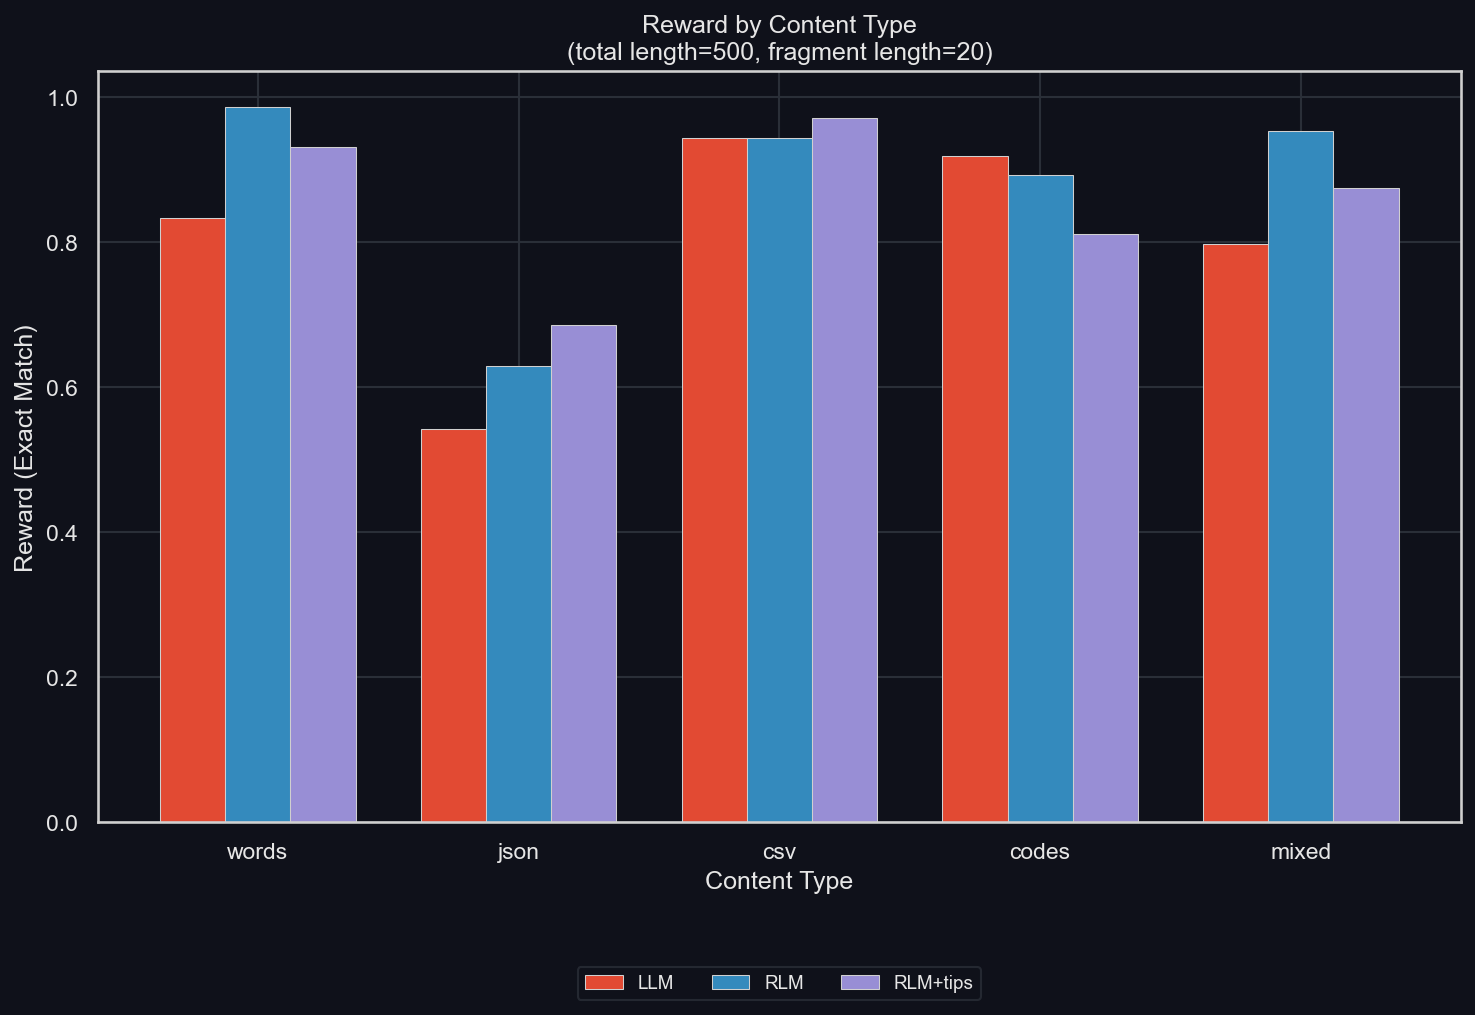 Reward by Content Type
(total length=500, fragment length=20)
Reward (Exact Match)
1.0
0.8
0.6
0.4
0.2
0.0
words json csv codes mixed
Content Type
LLM RLM RLM+tips